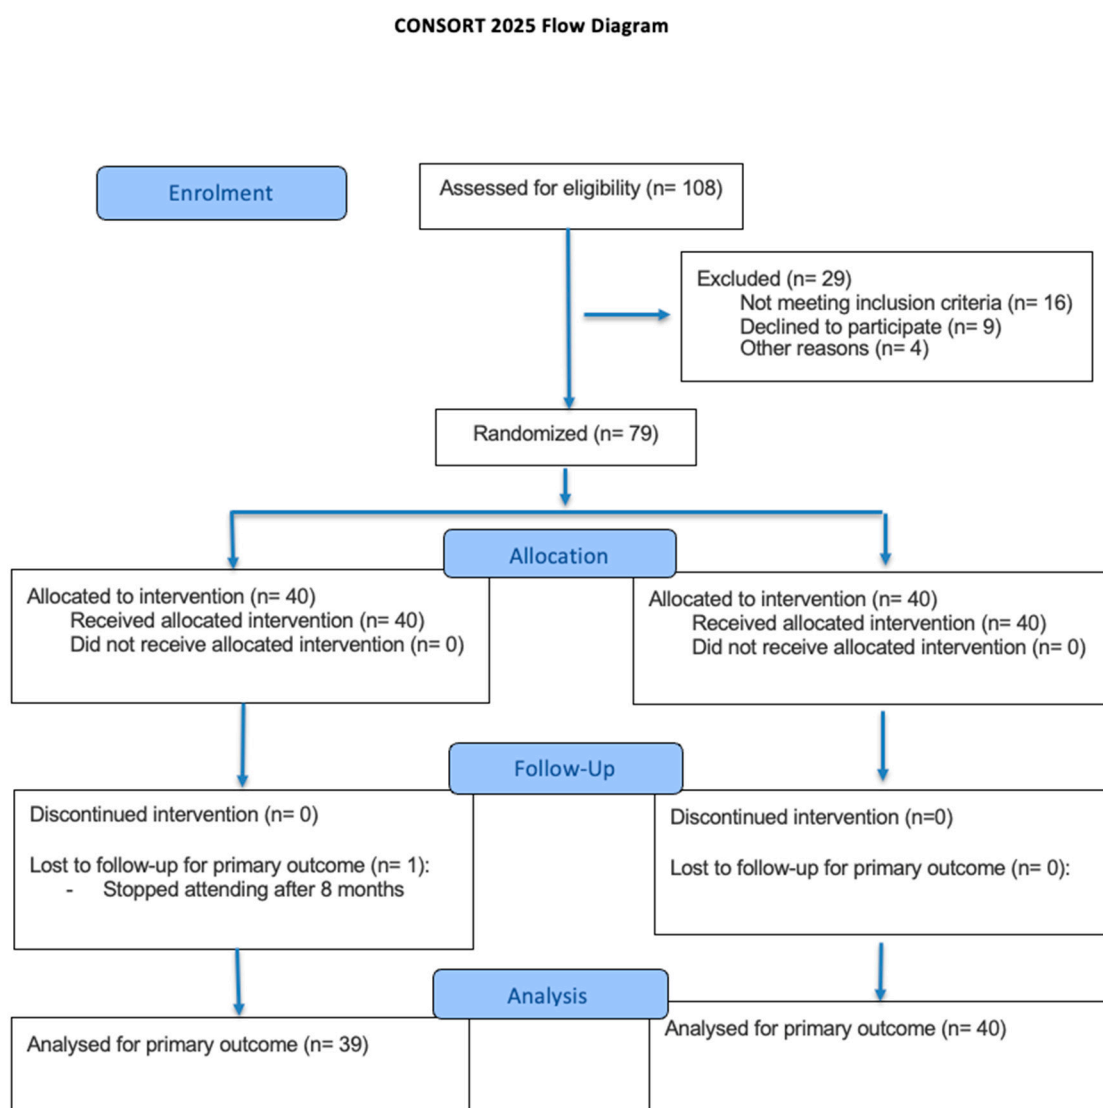 CONSORT 2025 Flow Diagram
Enrolment
Assessed for eligibility (n= 108)
Excluded (n= 29)
Not meeting inclusion criteria (n= 16)
Declined to participate (n= 9)
Other reasons (n= 4)
Randomized (n= 79)
Allocation
Allocated to intervention (n= 40)
Received allocated intervention (n= 40)
Did not receive allocated intervention (n= 0)
Allocated to intervention (n= 40)
Received allocated intervention (n= 40)
Did not receive allocated intervention (n= 0)
Follow-Up
Discontinued intervention (n= 0)
Lost to follow-up for primary outcome (n= 1):
- Stopped attending after 8 months
Discontinued intervention (n=0)
Lost to follow-up for primary outcome (n= 0):
Analysis
Analysed for primary outcome (n= 39)
Analysed for primary outcome (n= 40)